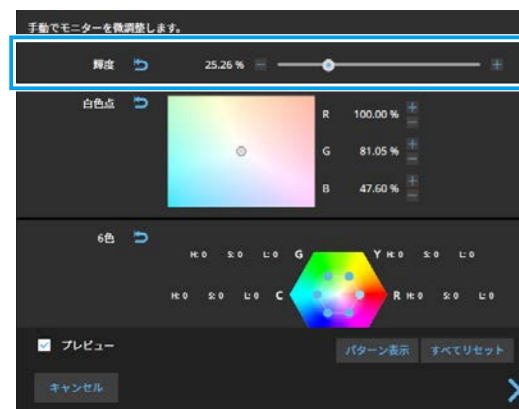 手動でモニターを微調整します。
輝度 25.26 % − +
白色点
R 100.00 % + −
G 81.05 % + −
B 47.60 % + −
6色
H: 0 S: 0 L: 0 G Y H: 0 S: 0 L: 0
H: 0 S: 0 L: 0 C R H: 0 S: 0 L: 0
プレビュー
パターン表示 すべてリセット
キャンセル